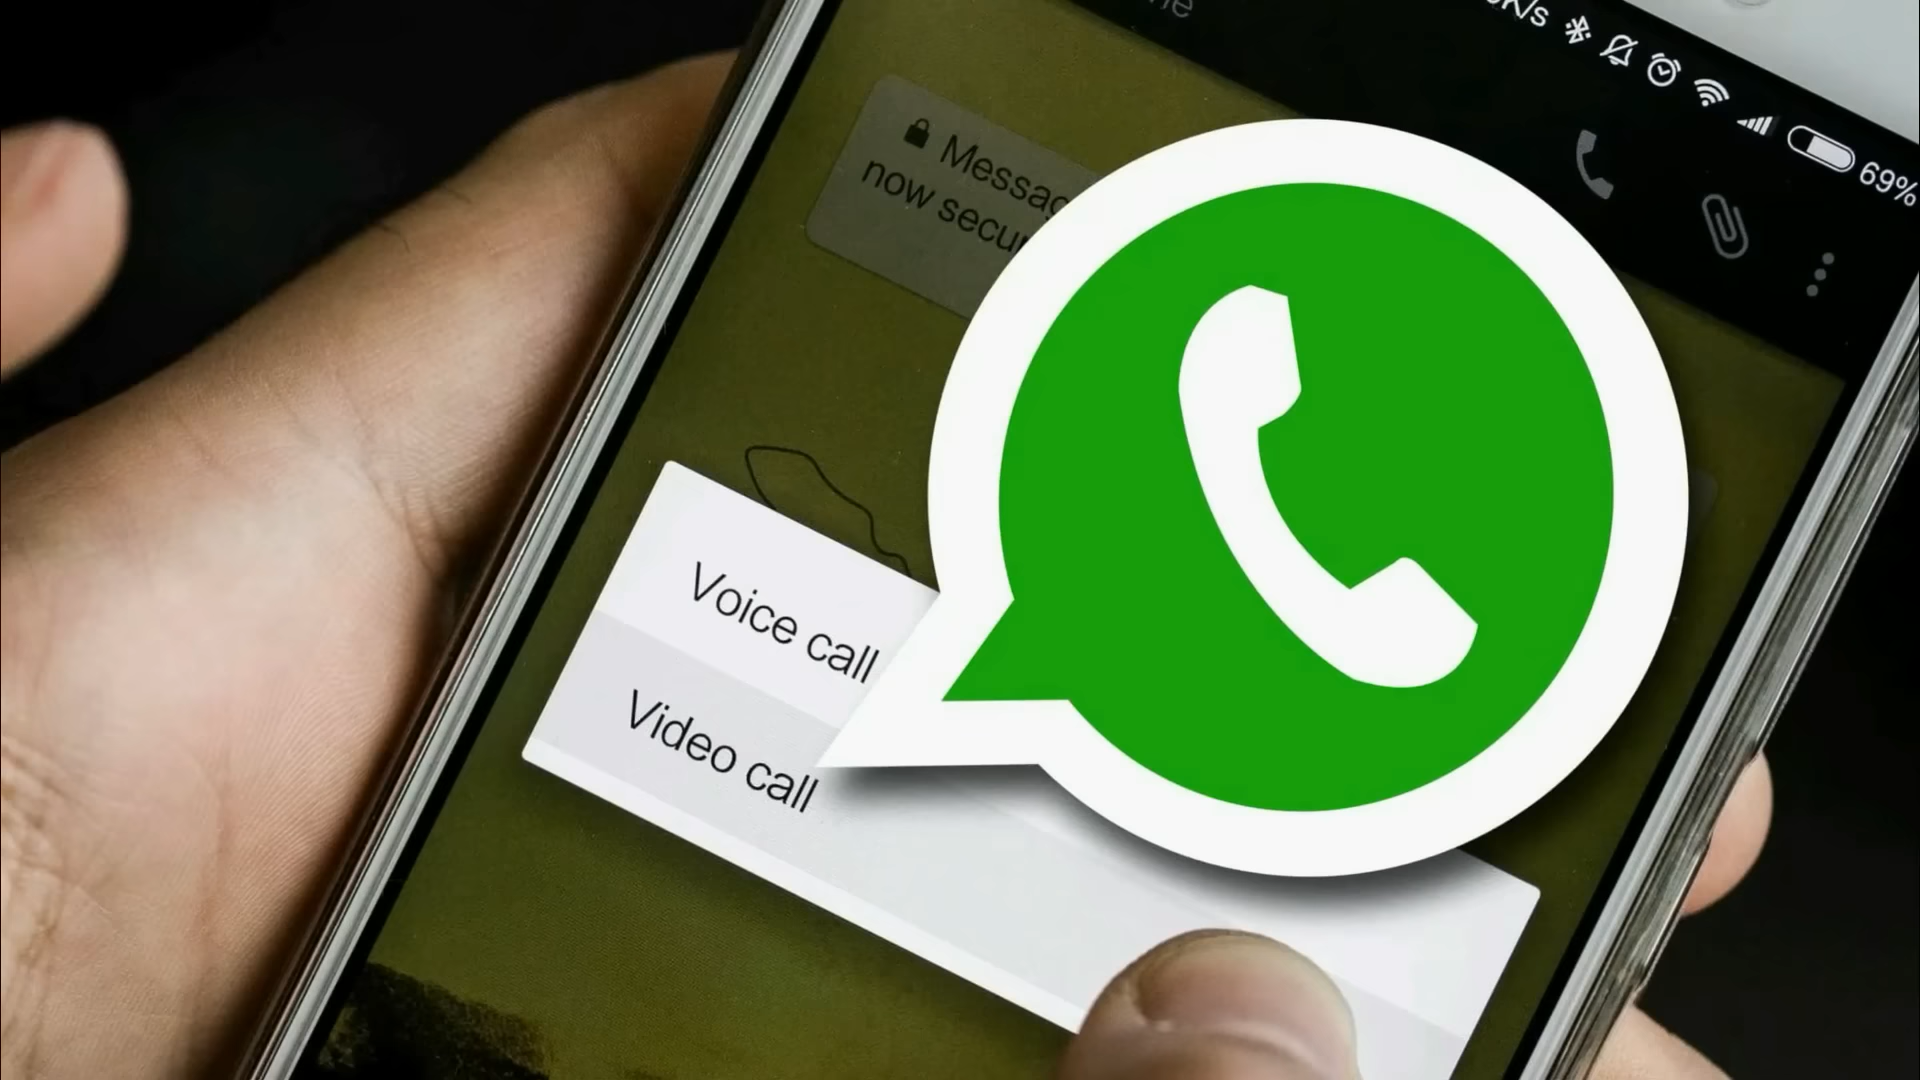 69%
Messag
now secu
Voice call
Video call